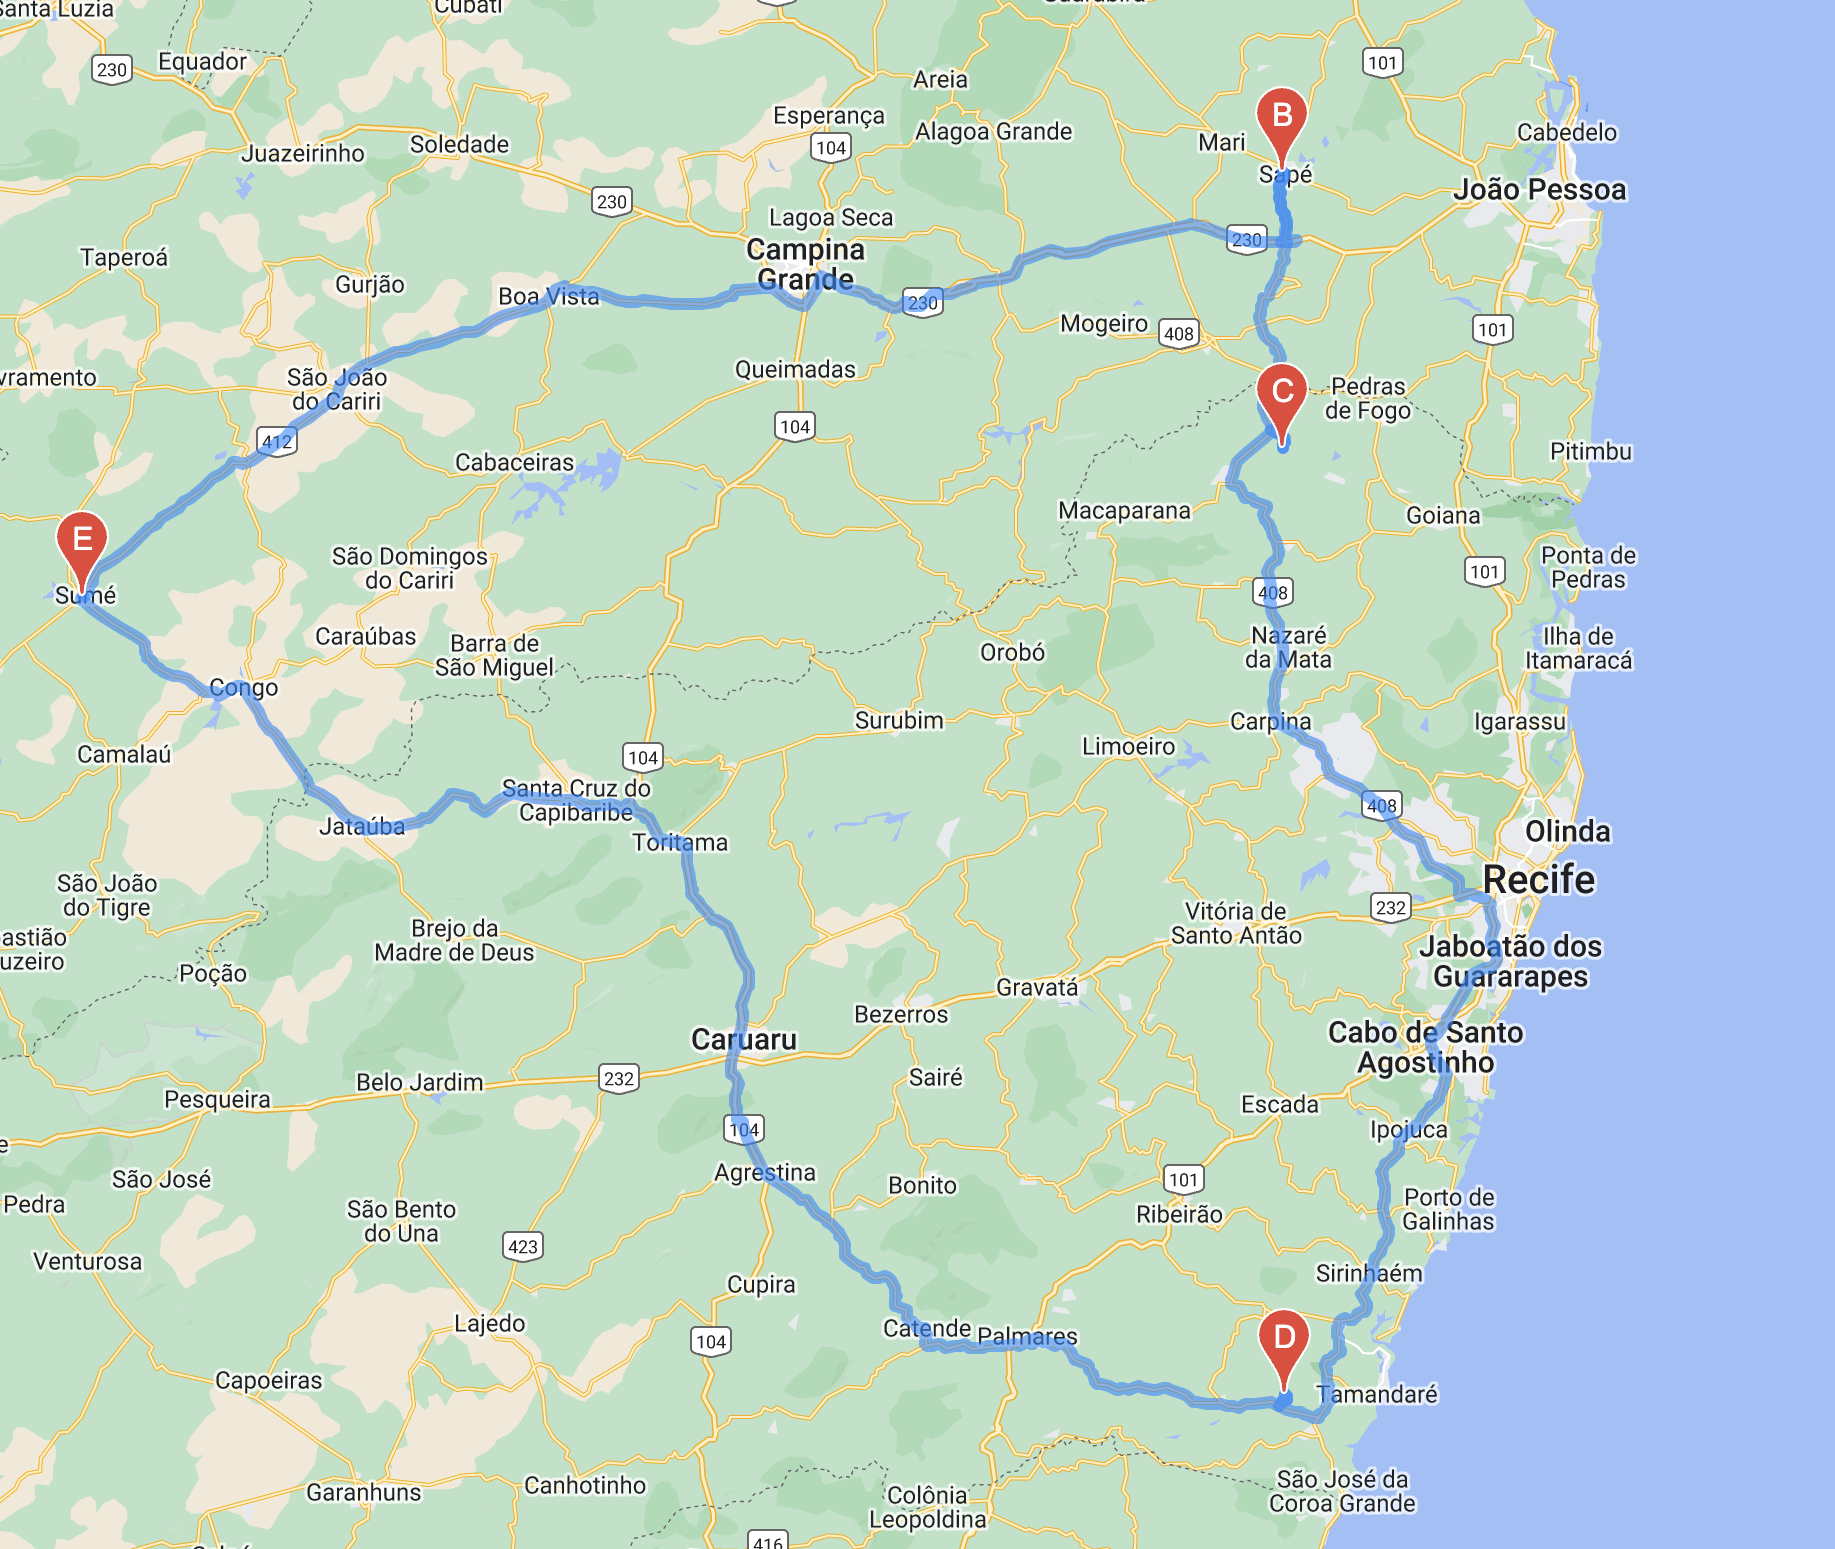 Santa Luzia
Cubati
230
Equador
101
Areia
B
Esperança
Alagoa Grande
Cabedelo
Mari
Juazeirinho
Soledade
104
Sapé
João Pessoa
230
Lagoa Seca
Campina
Grande
230
Taperoá
Gurjão
Boa Vista
230
Mogeiro
408
101
vramento
São João
do Cariri
Queimadas
C
Pedras
de Fogo
412
104
Cabaceiras
Pitimbu
Macaparana
Goiana
E
São Domingos
do Cariri
101
Ponta de
Pedras
Sumé
408
Caraúbas
Barra de
São Miguel
Orobó
Nazaré
da Mata
Ilha de
Itamaracá
Congo
Surubim
Carpina
Igarassu
Camalaú
104
Limoeiro
Santa Cruz do
Capibaribe
408
Jataúba
Toritama
Olinda
Recife
São João
do Tigre
232
Vitória de
Santo Antão
astião
uzeiro
Brejo da
Madre de Deus
Jaboatão dos
Guararapes
Poção
Gravatá
Bezerros
Caruaru
Cabo de Santo
Agostinho
Belo Jardim
232
Sairé
Pesqueira
Escada
104
Ipojuca
e
São José
Agrestina
Bonito
101
Pedra
São Bento
do Una
Ribeirão
Porto de
Galinhas
423
Venturosa
Sirinhaém
Cupira
Lajedo
Catende
Palmares
D
104
Capoeiras
Tamandaré
Garanhuns
Canhotinho
Colônia
Leopoldina
São José da
Coroa Grande
416